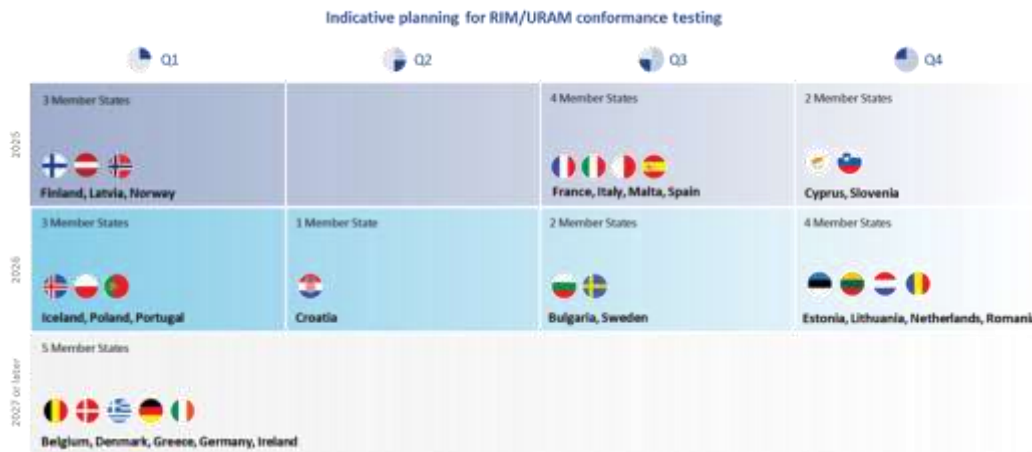 Indicative planning for RIM/URAM conformance testing
Q1
Q2
Q3
Q4
2025
3 Member States
Finland, Latvia, Norway
4 Member States
France, Italy, Malta, Spain
2 Member States
Cyprus, Slovenia
2026
3 Member States
Iceland, Poland, Portugal
1 Member State
Croatia
2 Member States
Bulgaria, Sweden
4 Member States
Estonia, Lithuania, Netherlands, Romania
2027 or later
5 Member States
Belgium, Denmark, Greece, Germany, Ireland